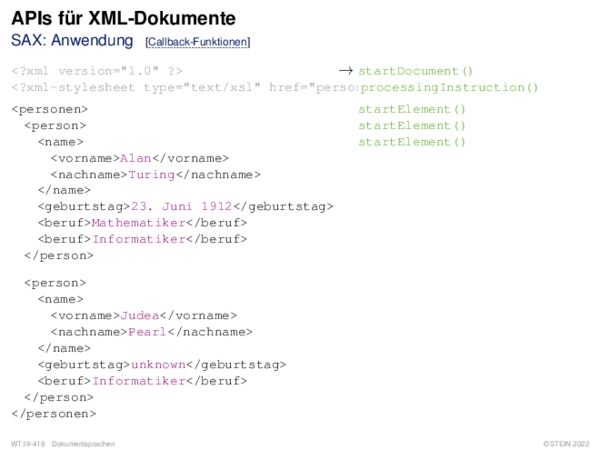 APIs für XML-Dokumente
SAX: Anwendung [Callback-Funktionen]
<?xml version="1.0" ?> → startDocument()
<?xml-stylesheet type="text/xsl" href="perso processingInstruction()
<personen> startElement()
<person> startElement()
<name> startElement()
<vorname>Alan</vorname>
<nachname>Turing</nachname>
</name>
<geburtstag>23. Juni 1912</geburtstag>
<beruf>Mathematiker</beruf>
<beruf>Informatiker</beruf>
</person>
<person>
<name>
<vorname>Judea</vorname>
<nachname>Pearl</nachname>
</name>
<geburtstag>unknown</geburtstag>
<beruf>Informatiker</beruf>
</person>
</personen>
WT:III-418 Dokumentsprachen ©STEIN 2022